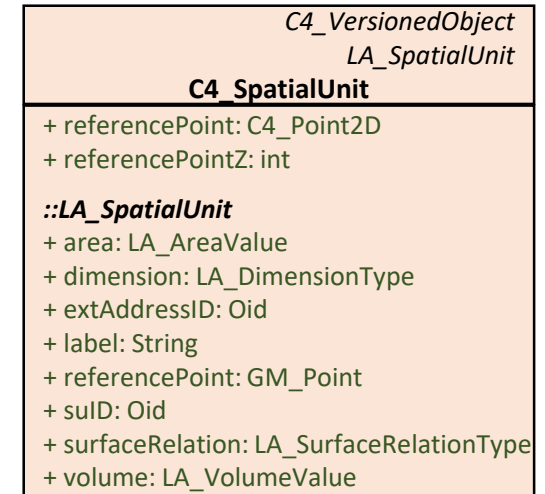 C4_VersionedObject
LA_SpatialUnit
C4_SpatialUnit
+ referencePoint: C4_Point2D
+ referencePointZ: int
::LA_SpatialUnit
+ area: LA_AreaValue
+ dimension: LA_DimensionType
+ extAddressID: Oid
+ label: String
+ referencePoint: GM_Point
+ suID: Oid
+ surfaceRelation: LA_SurfaceRelationType
+ volume: LA_VolumeValue